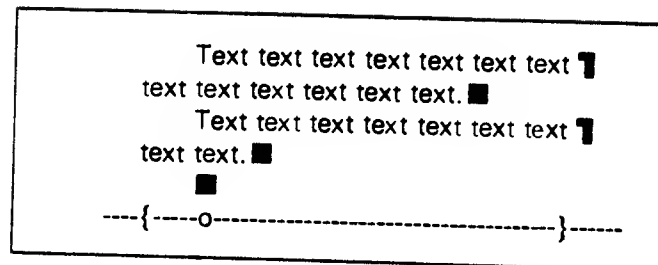 Text text text text text text text ▜
text text text text text text. ■
Text text text text text text text ▜
text text. ■
■
----{-----o------------------------------------}------